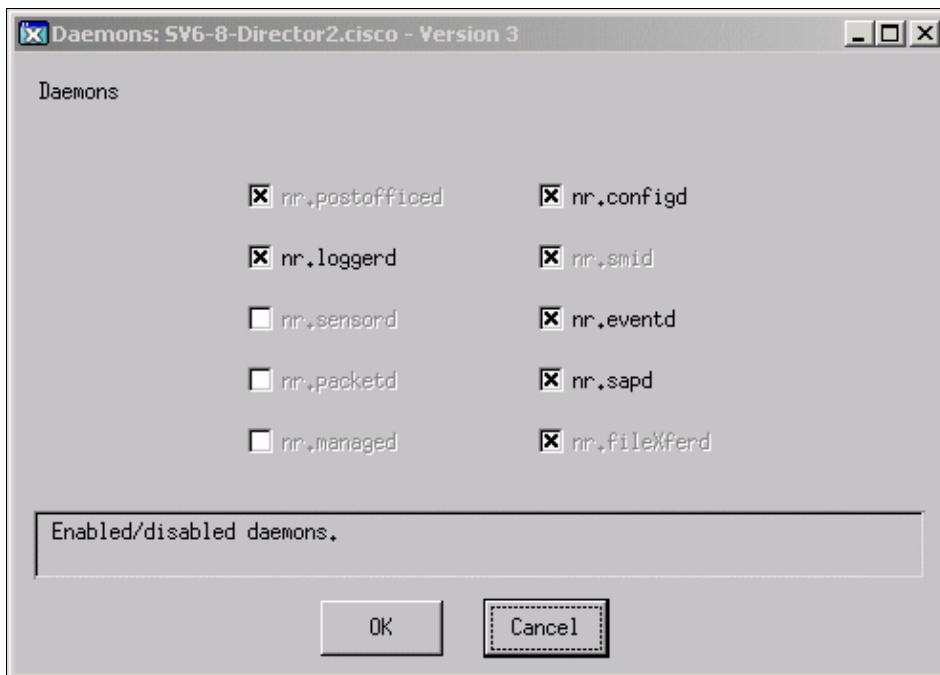 Daemons: SV6-8-Director2.cisco - Version 3
Daemons
nr.postofficed nr.configd
nr.loggerd nr.smid
nr.sensord nr.eventd
nr.packetd nr.sapd
nr.managed nr.fileXferd
Enabled/disabled daemons.
OK Cancel